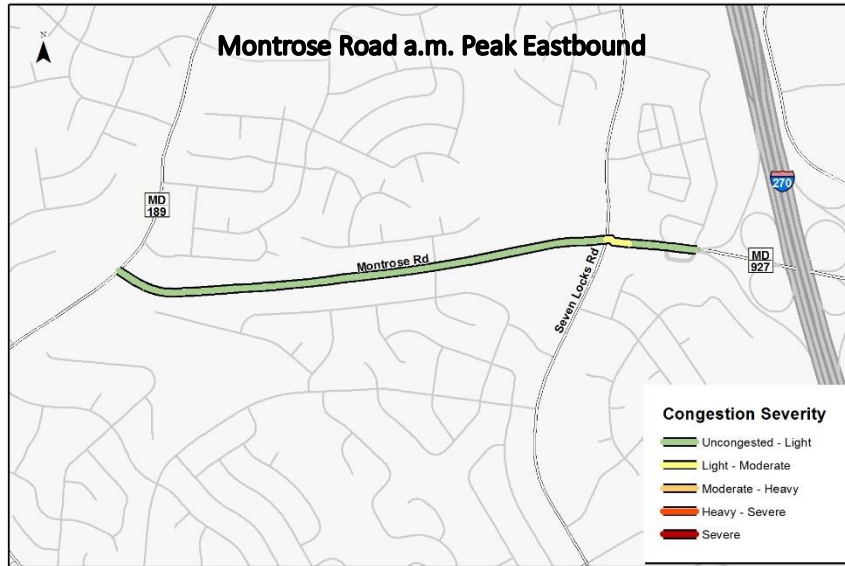 Montrose Road a.m. Peak Eastbound
N
MD
189
270
Montrose Rd
Seven Locks Rd
MD
927
Congestion Severity
Uncongested - Light
Light - Moderate
Moderate - Heavy
Heavy - Severe
Severe